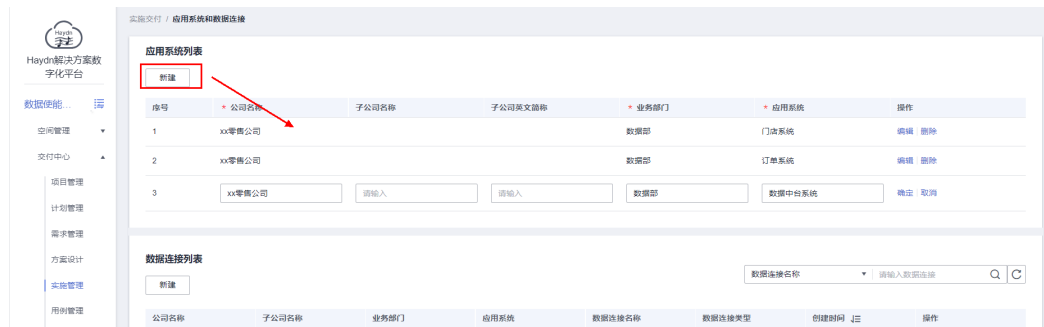 实施交付 / 应用系统和数据连接
Haydn
Haydn解决方案数
字化平台
数据使能...
空间管理
交付中心
项目管理
计划管理
需求管理
方案设计
实施管理
用例管理
应用系统列表
新建
序号 * 公司名称 子公司名称 子公司英文简称 * 业务部门 * 应用系统 操作
1 xx零售公司 数据部 门店系统 编辑 删除
2 xx零售公司 数据部 订单系统 编辑 删除
3 xx零售公司 请输入 请输入 数据部 数据中台系统 确定 取消
数据连接列表
数据连接名称 请输入数据连接
新建
公司名称 子公司名称 业务部门 应用系统 数据连接名称 数据连接类型 创建时间 操作